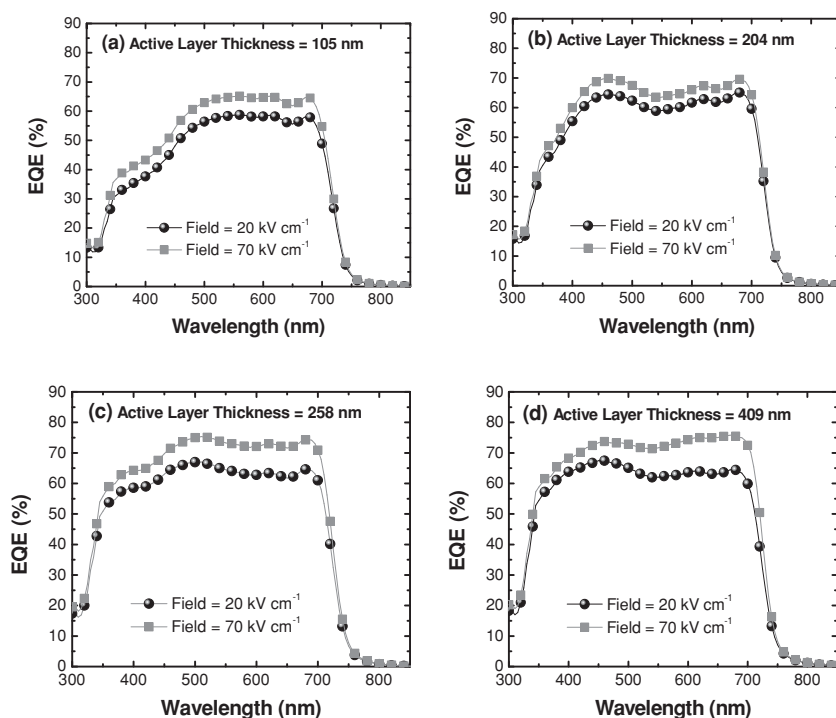 (a) Active Layer Thickness = 105 nm
90
80
70
60
50
40
30
20
10
0
EQE (%)
Field = 20 kV cm⁻¹
Field = 70 kV cm⁻¹
300 400 500 600 700 800
Wavelength (nm)
(b)
Active Layer Thickness = 204 nm
90
80
70
60
50
40
30
20
10
0
EQE (%)
Field = 20 kV cm⁻¹
Field = 70 kV cm⁻¹
300 400 500 600 700 800
Wavelength (nm)
(c) Active Layer Thickness = 258 nm
90
80
70
60
50
40
30
20
10
0
EQE (%)
Field = 20 kV cm⁻¹
Field = 70 kV cm⁻¹
300 400 500 600 700 800
Wavelength (nm)
(d) Active Layer Thickness = 409 nm
90
80
70
60
50
40
30
20
10
0
EQE (%)
Field = 20 kV cm⁻¹
Field = 70 kV cm⁻¹
300 400 500 600 700 800
Wavelength (nm)